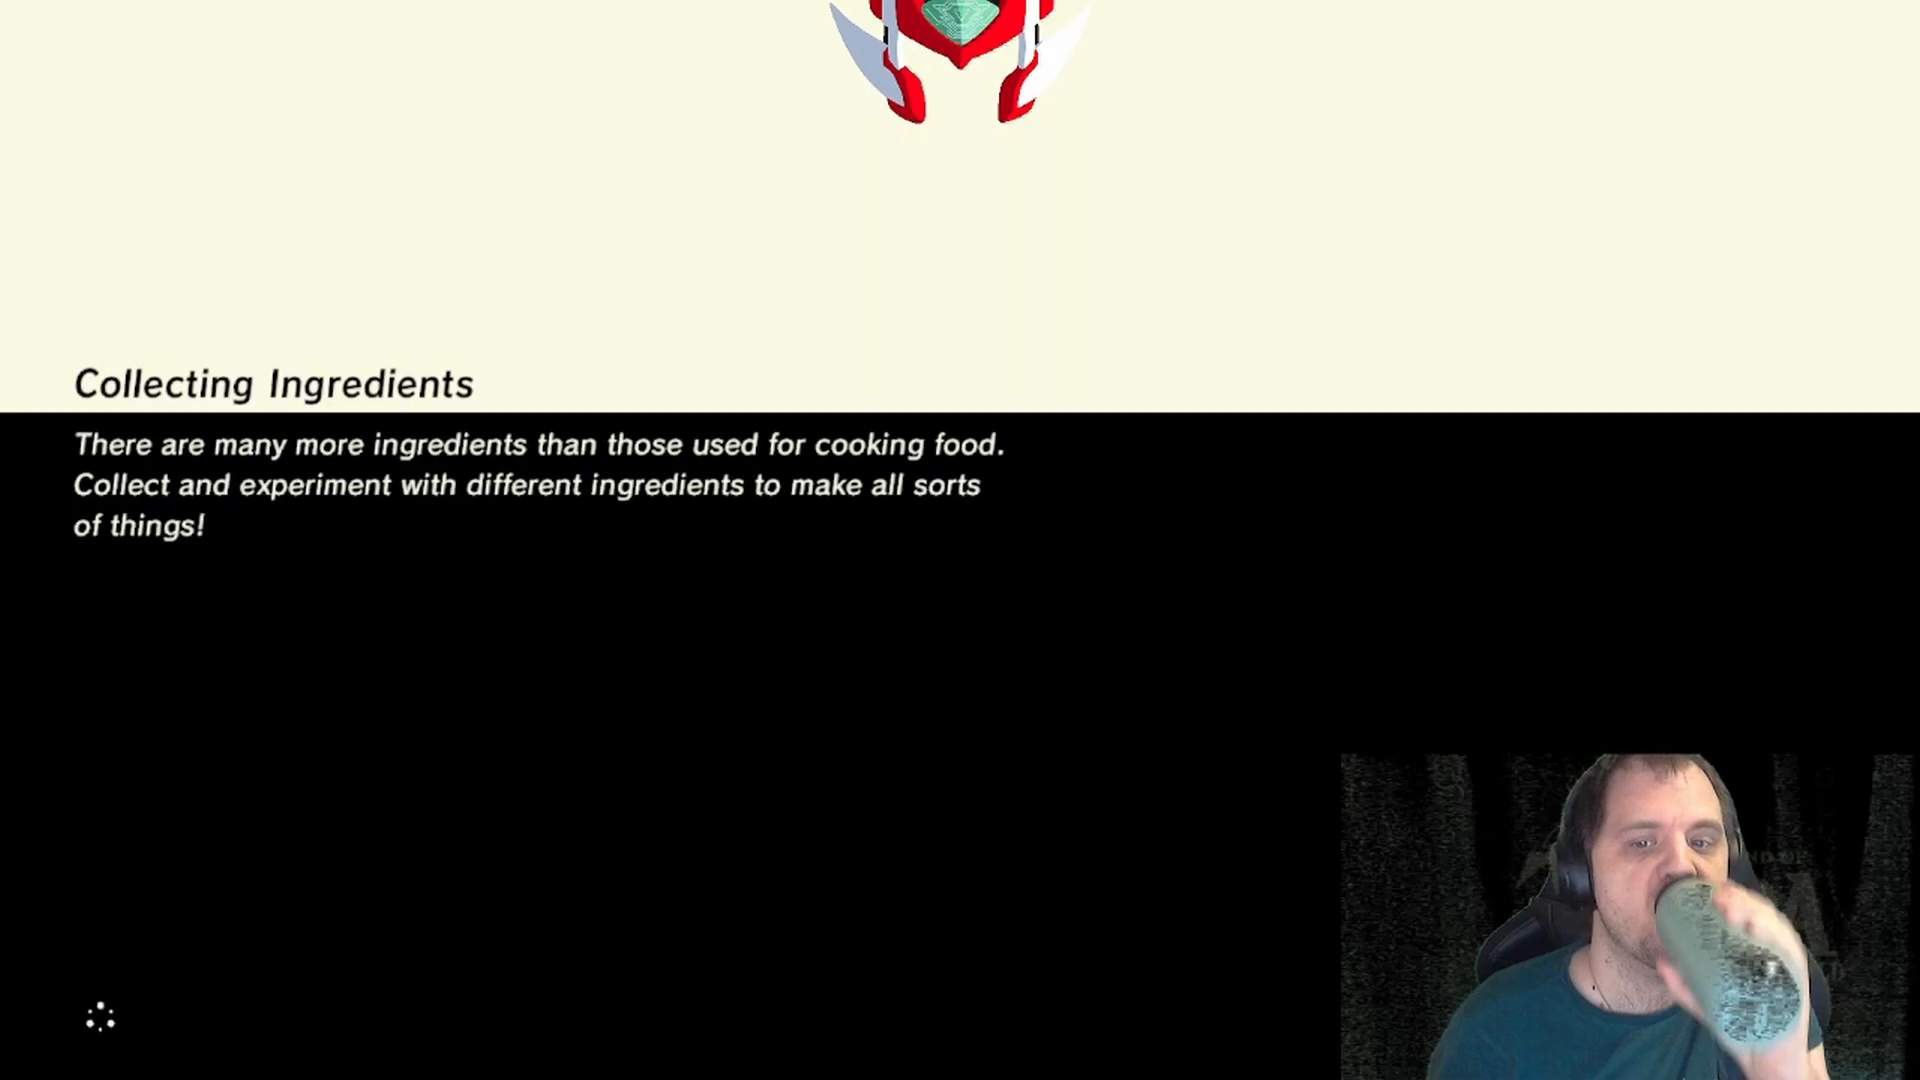 Collecting Ingredients
There are many more ingredients than those used for cooking food.
Collect and experiment with different ingredients to make all sorts
of things!